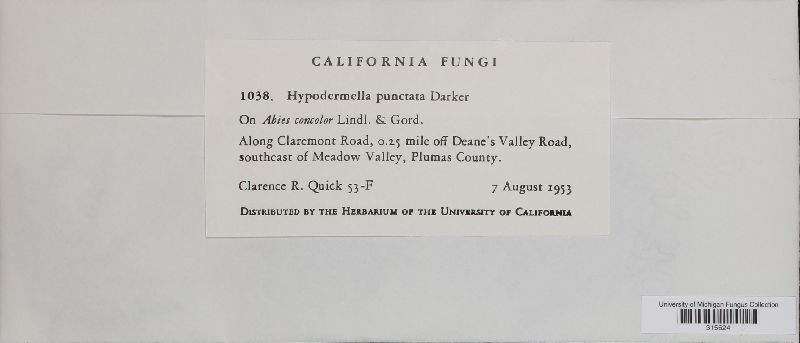 CALIFORNIA FUNGI
1038. Hypodermella punctata Darker
On Abies concolor Lindl. & Gord.
Along Claremont Road, 0.25 mile off Deane's Valley Road,
southeast of Meadow Valley, Plumas County.
Clarence R. Quick 53-F 7 August 1953
DISTRIBUTED BY THE HERBARIUM OF THE UNIVERSITY OF CALIFORNIA
University of Michigan Fungus Collection
315624